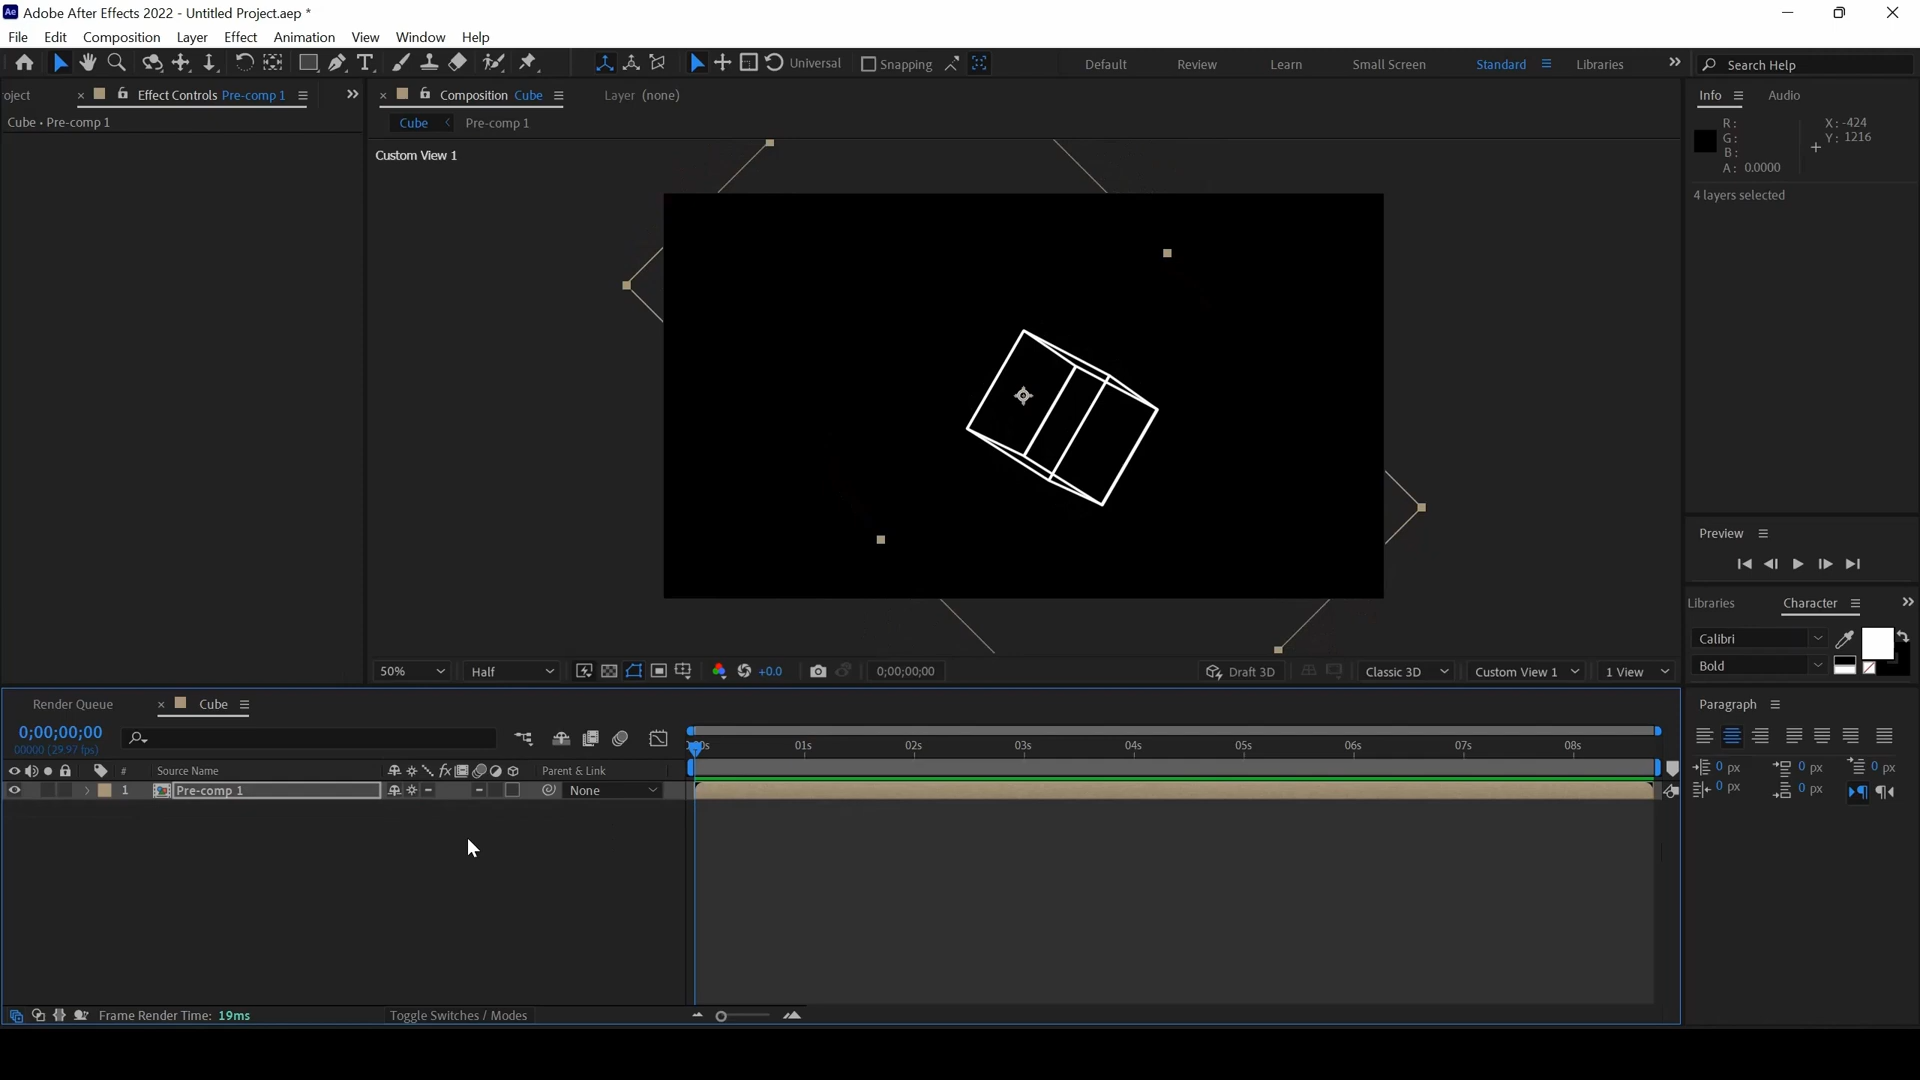 Adobe After Effects 2022 - Untitled Project.aep *
File Edit Composition Layer Effect Animation View Window Help
Universal Snapping Default Review Learn Small Screen Standard Libraries Search Help
oject Effect Controls Pre-comp 1 Composition Cube Layer (none) Info Audio
Cube • Pre-comp 1
Cube Pre-comp 1
Custom View 1
R:
G:
B:
A: 0.0000
X: -424
Y: 1216
4 layers selected
Preview
Libraries Character
Calibri
Bold
50% Half +0.0 0;00;00;00 Draft 3D Classic 3D Custom View 1 1 View
Render Queue Cube
0;00;00;00
00000 (29.97 fps)
01s 02s 03s 04s 05s 06s 07s 08s
# Source Name fx Parent & Link
1 Pre-comp 1 None
Frame Render Time: 19ms Toggle Switches / Modes
Paragraph
0 px 0 px 0 px
0 px 0 px